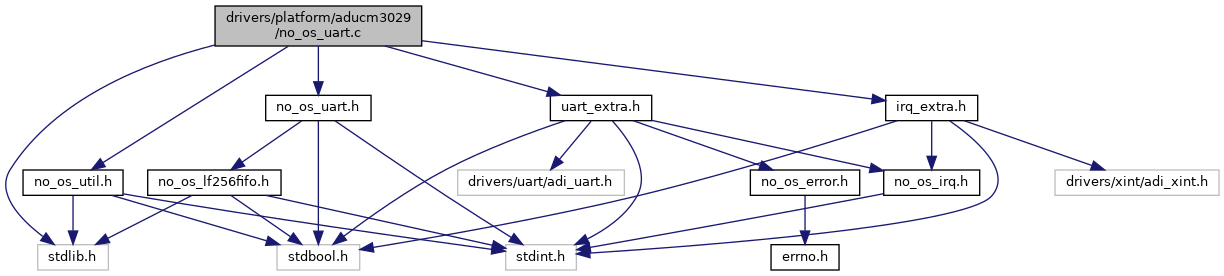 drivers/platform/aducm3029
/no_os_uart.c
no_os_uart.h
uart_extra.h
irq_extra.h
no_os_util.h
no_os_lf256fifo.h
drivers/uart/adi_uart.h
no_os_error.h
no_os_irq.h
drivers/xint/adi_xint.h
stdlib.h
stdbool.h
stdint.h
errno.h